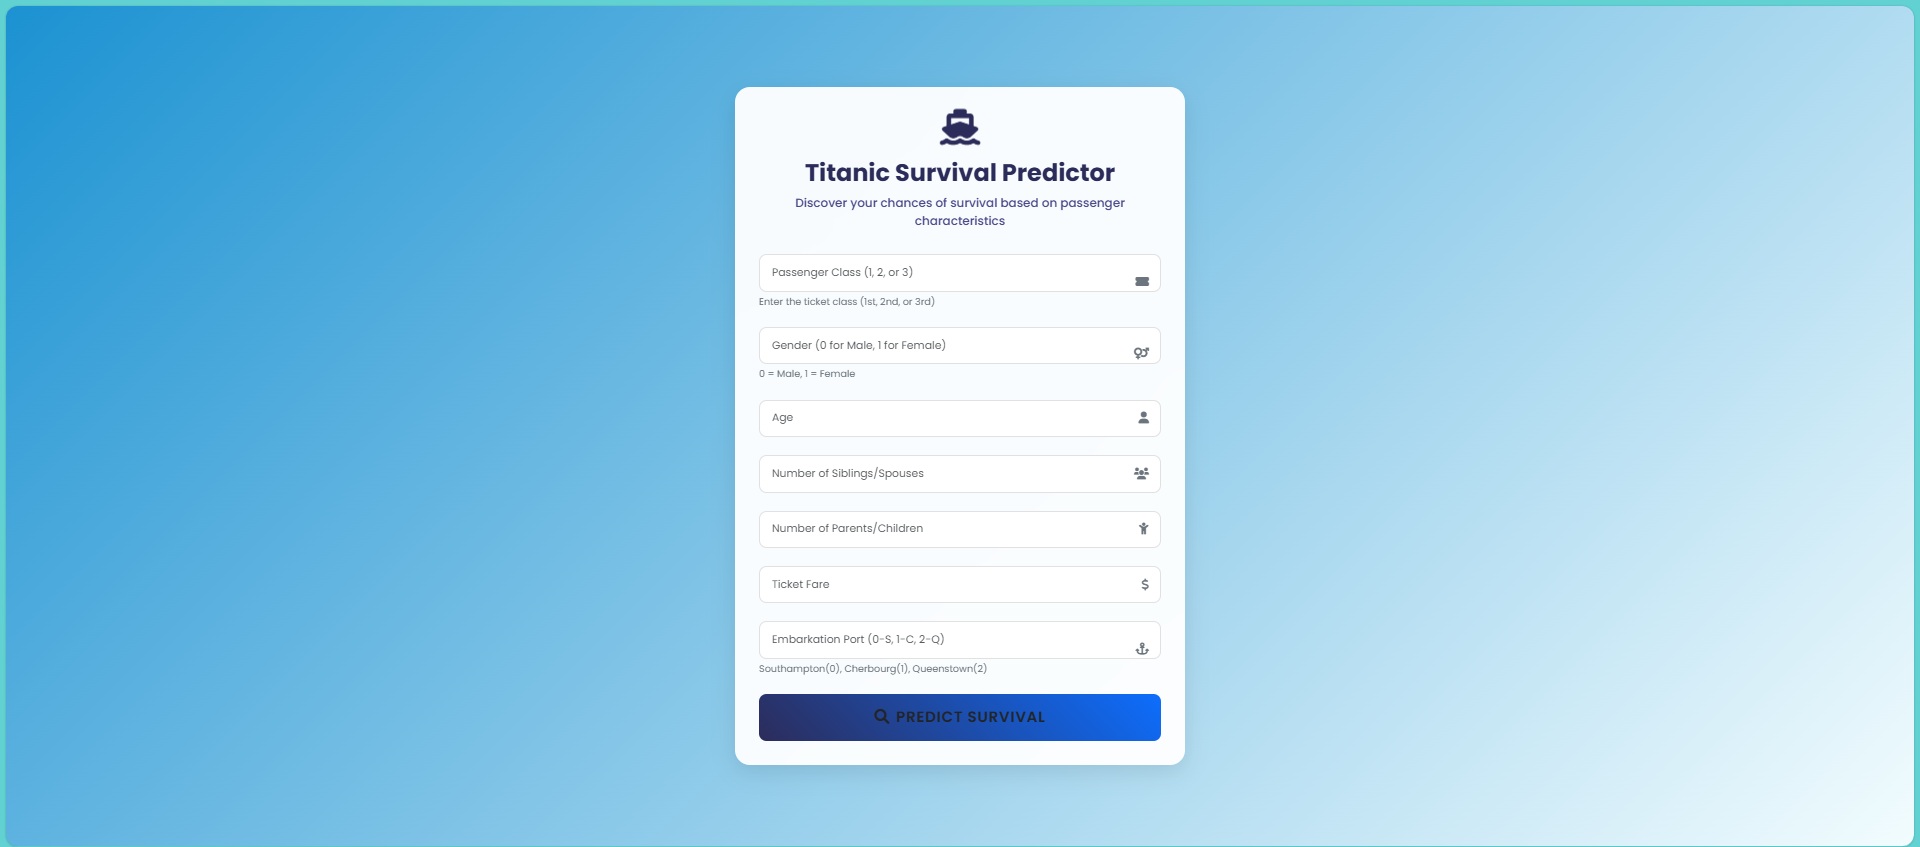 Titanic Survival Predictor
Discover your chances of survival based on passenger
characteristics
Passenger Class (1, 2, or 3)
Enter the ticket class (1st, 2nd, or 3rd)
Gender (0 for Male, 1 for Female)
0 = Male, 1 = Female
Age
Number of Siblings/Spouses
Number of Parents/Children
Ticket Fare
Embarkation Port (0-S, 1-C, 2-Q)
Southampton(0), Cherbourg(1), Queenstown(2)
PREDICT SURVIVAL